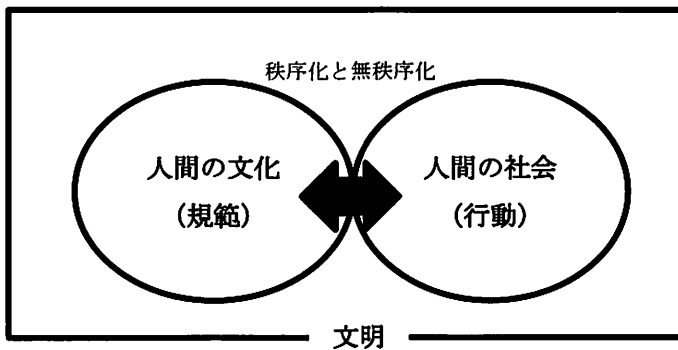 秩序化と無秩序化
人間の文化
(規範)
人間の社会
(行動)
文明